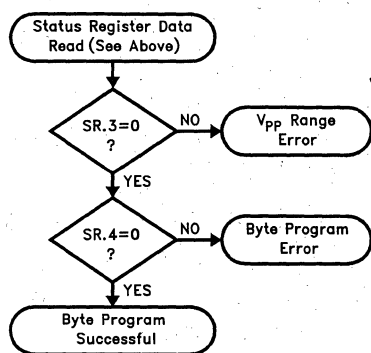 Status Register Data
Read (See Above)
SR.3=0
?
NO
VPP Range
Error
YES
SR.4=0
?
NO
Byte Program
Error
YES
Byte Program
Successful